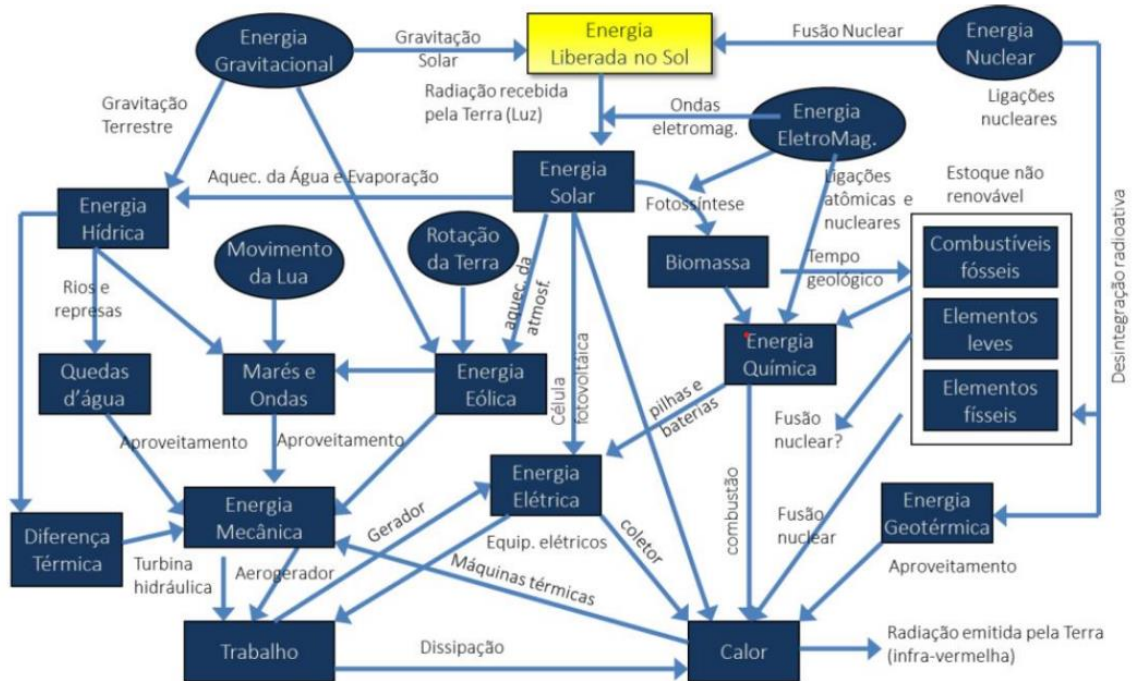 Energia
Gravitacional
Gravitação
Solar
Energia
Liberada no Sol
Fusão Nuclear
Energia
Nuclear
Gravitação
Terrestre
Radiação recebida
pela Terra (Luz)
Ondas
eletromag.
Energia
EletroMag.
Ligações
nucleares
Aquec. da Água e Evaporação
Energia
Solar
Fotossíntese
Ligações
atômicas e
nucleares
Estoque não
renovável
Energia
Hídrica
Movimento
da Lua
Rotação
da Terra
aquec. da
atmosf.
Biomassa
Tempo
geológico
Combustíveis
fósseis
Desintegração radioativa
Rios e
represas
Elementos
leves
Quedas
d'água
Marés e
Ondas
Energia
Eólica
Célula
fotovoltáica
Energia
Química
pilhas e
baterias
Elementos
físseis
Fusão
nuclear?
Aproveitamento
Aproveitamento
Energia
Elétrica
combustão
Energia
Mecânica
Gerador
Energia
Geotérmica
Diferença
Térmica
Equip. elétricos
coletor
Fusão
nuclear
Turbina
hidráulica
Aerogerador
Máquinas térmicas
Aproveitamento
Trabalho
Dissipação
Calor
Radiação emitida pela Terra
(infra-vermelha)